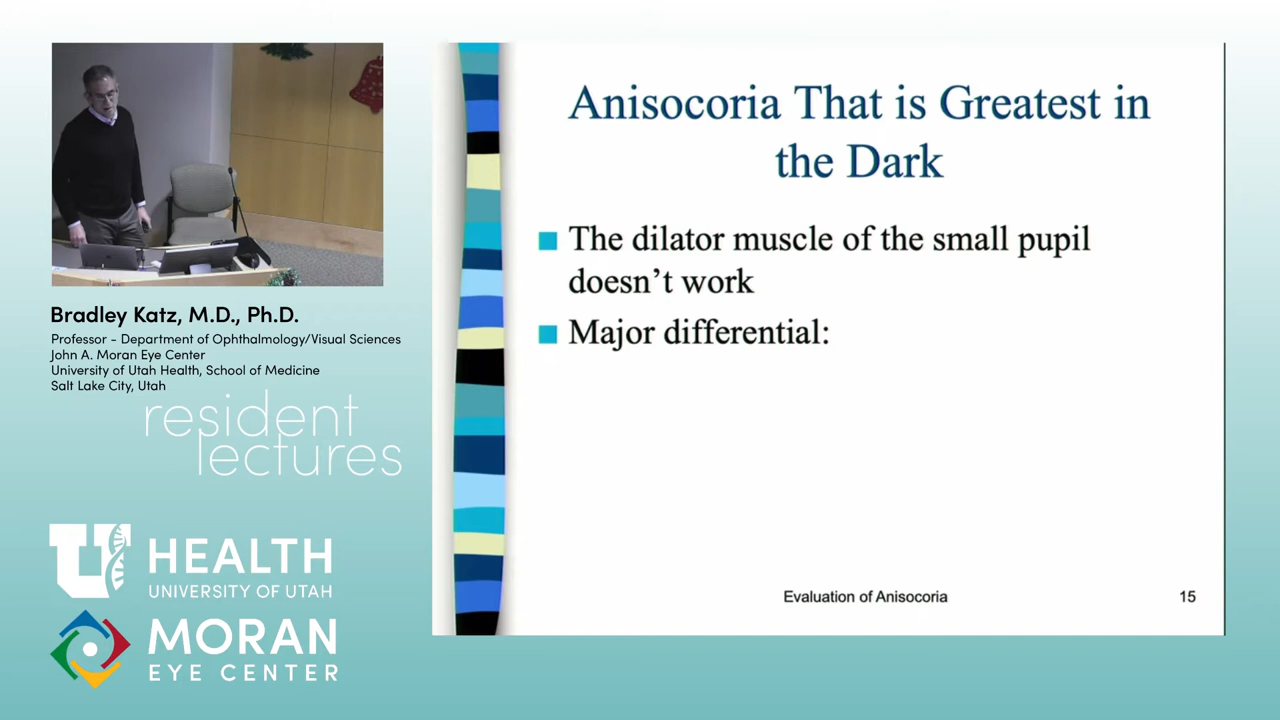 Bradley Katz, M.D., Ph.D.
Professor - Department of Ophthalmology/Visual Sciences
John A. Moran Eye Center
University of Utah Health, School of Medicine
Salt Lake City, Utah
resident
lectures
U HEALTH
UNIVERSITY OF UTAH
MORAN
EYE CENTER
Anisocoria That is Greatest in
the Dark
The dilator muscle of the small pupil
doesn't work
Major differential:
Evaluation of Anisocoria
15